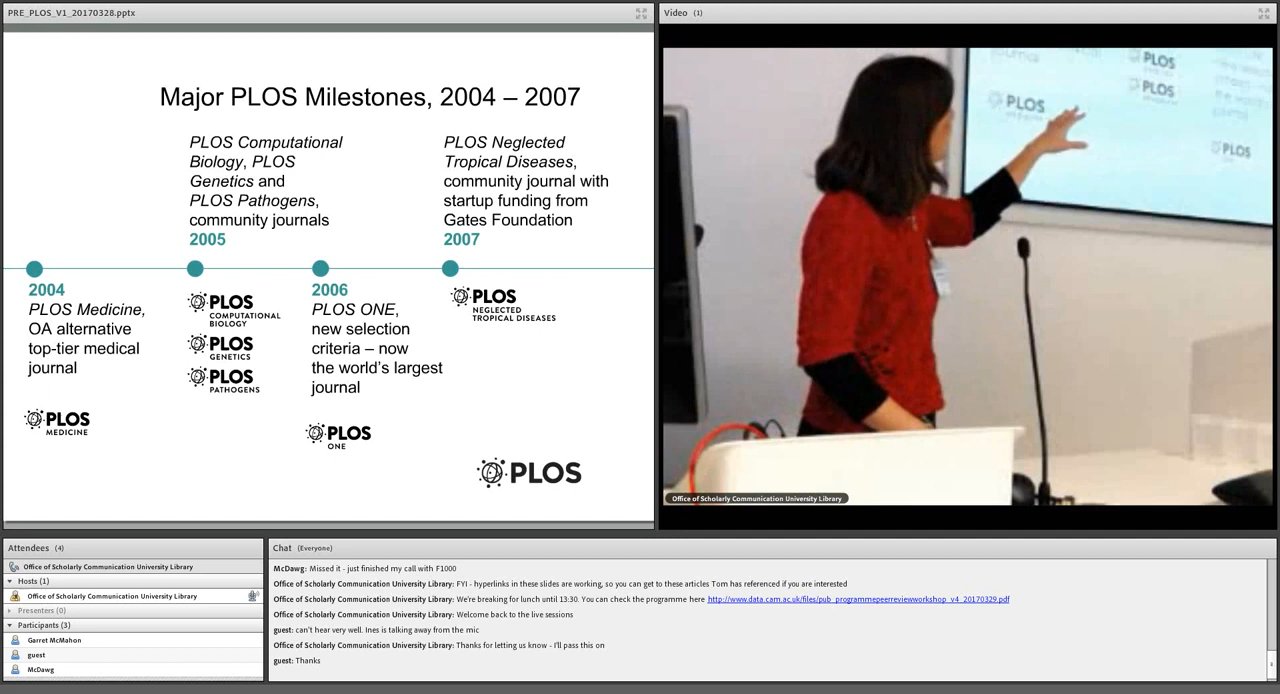 PRE_PLOS_V1_20170328.pptx
Major PLOS Milestones, 2004 – 2007
PLOS Computational
Biology, PLOS
Genetics and
PLOS Pathogens,
community journals
2005
PLOS Neglected
Tropical Diseases,
community journal with
startup funding from
Gates Foundation
2007
2004
PLOS Medicine,
OA alternative
top-tier medical
journal
PLOS
MEDICINE
PLOS
COMPUTATIONAL
BIOLOGY
PLOS
GENETICS
PLOS
PATHOGENS
2006
PLOS ONE,
new selection
criteria – now
the world's largest
journal
PLOS
ONE
PLOS
NEGLECTED
TROPICAL DISEASES
PLOS
Video (1)
PLOS
PLOS
PLOS
PLOS
Office of Scholarly Communication University Library
Attendees (4)
Office of Scholarly Communication University Library
Hosts (1)
Office of Scholarly Communication University Library
Presenters (0)
Participants (3)
Garret McMahon
guest
McDawg
Chat (Everyone)
McDawg: Missed it - just finished my call with F1000
Office of Scholarly Communication University Library: FYI - hyperlinks in these slides are working, so you can get to these articles Tom has referenced if you are interested
Office of Scholarly Communication University Library: We're breaking for lunch until 13:30. You can check the programme here http://www.data.cam.ac.uk/files/pub_programmepeerreviewworkshop_v4_20170329.pdf
Office of Scholarly Communication University Library: Welcome back to the live sessions
guest: can't hear very well. Ines is talking away from the mic
Office of Scholarly Communication University Library: Thanks for letting us know - I'll pass this on
guest: Thanks